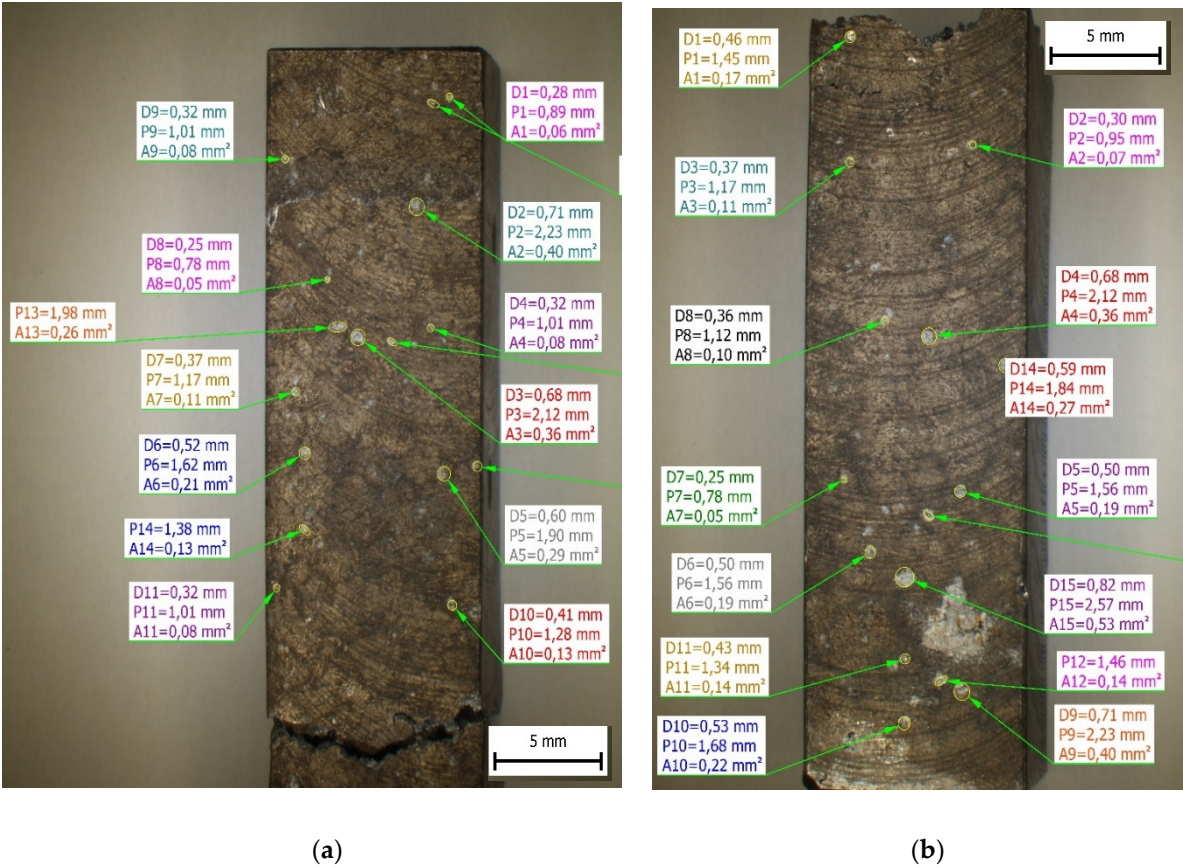 D1=0,28 mm
P1=0,89 mm
A1=0,06 mm²
D9=0,32 mm
P9=1,01 mm
A9=0,08 mm²
D2=0,71 mm
P2=2,23 mm
A2=0,40 mm²
D8=0,25 mm
P8=0,78 mm
A8=0,05 mm²
P13=1,98 mm
A13=0,26 mm²
D4=0,32 mm
P4=1,01 mm
A4=0,08 mm²
D7=0,37 mm
P7=1,17 mm
A7=0,11 mm²
D3=0,68 mm
P3=2,12 mm
A3=0,36 mm²
D6=0,52 mm
P6=1,62 mm
A6=0,21 mm²
D5=0,60 mm
P5=1,90 mm
A5=0,29 mm²
P14=1,38 mm
A14=0,13 mm²
D11=0,32 mm
P11=1,01 mm
A11=0,08 mm²
D10=0,41 mm
P10=1,28 mm
A10=0,13 mm²
5 mm
(a)
D1=0,46 mm
P1=1,45 mm
A1=0,17 mm²
5 mm
D2=0,30 mm
P2=0,95 mm
A2=0,07 mm²
D3=0,37 mm
P3=1,17 mm
A3=0,11 mm²
D4=0,68 mm
P4=2,12 mm
A4=0,36 mm²
D8=0,36 mm
P8=1,12 mm
A8=0,10 mm²
D14=0,59 mm
P14=1,84 mm
A14=0,27 mm²
D7=0,25 mm
P7=0,78 mm
A7=0,05 mm²
D5=0,50 mm
P5=1,56 mm
A5=0,19 mm²
D6=0,50 mm
P6=1,56 mm
A6=0,19 mm²
D15=0,82 mm
P15=2,57 mm
A15=0,53 mm²
D11=0,43 mm
P11=1,34 mm
A11=0,14 mm²
P12=1,46 mm
A12=0,14 mm²
D10=0,53 mm
P10=1,68 mm
A10=0,22 mm²
D9=0,71 mm
P9=2,23 mm
A9=0,40 mm²
(b)